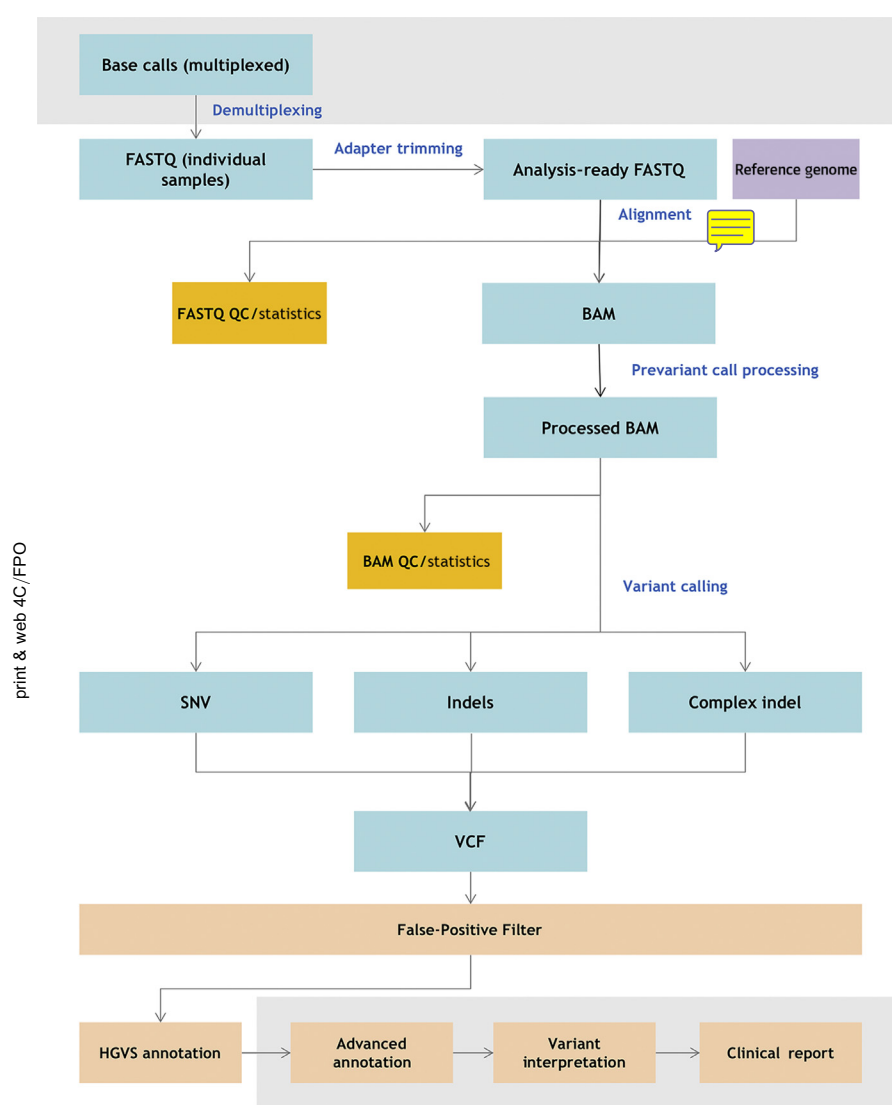 Base calls (multiplexed)
Demultiplexing
FASTQ (individual
samples)
Adapter trimming
Analysis-ready FASTQ
Reference genome
Alignment
FASTQ QC/statistics
BAM
Prevariant call processing
Processed BAM
BAM QC/statistics
Variant calling
print & web 4C/FPO
SNV
Indels
Complex indel
VCF
False-Positive Filter
HGVS annotation
Advanced
annotation
Variant
interpretation
Clinical report